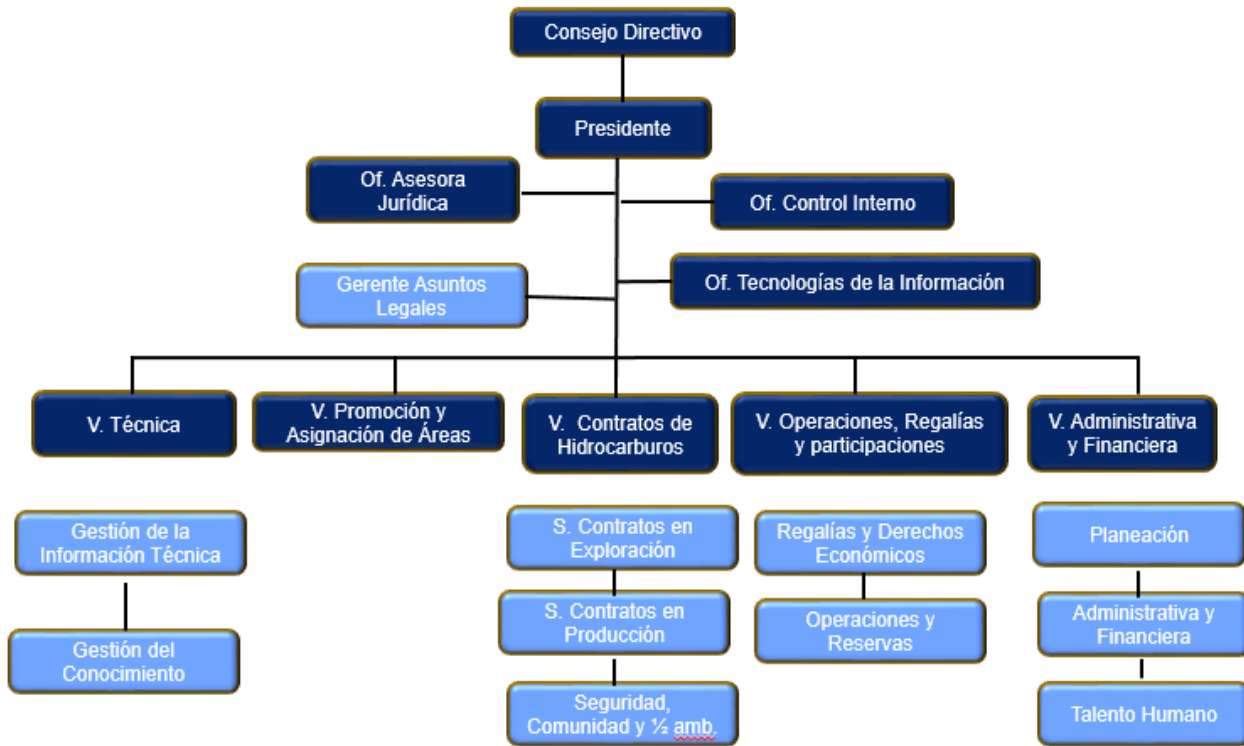 Consejo Directivo
Presidente
Of. Asesora
Jurídica
Of. Control Interno
Gerente Asuntos
Legales
Of. Tecnologías de la Información
V. Técnica
V. Promoción y
Asignación de Áreas
V. Contratos de
Hidrocarburos
V. Operaciones, Regalías
y participaciones
V. Administrativa
y Financiera
Gestión de la
Información Técnica
S. Contratos en
Exploración
Regalías y Derechos
Económicos
Planeación
Gestión del
Conocimiento
S. Contratos en
Producción
Operaciones y
Reservas
Administrativa y
Financiera
Seguridad,
Comunidad y ½ amb.
Talento Humano